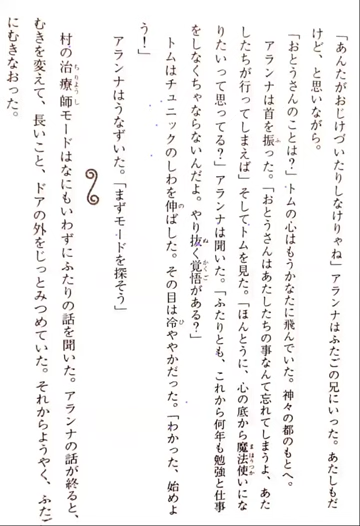 「あんたがおじけづいたりしなけりゃね」アランナはふたごの兄にいった。あたしもだ
けど、と思いながら。
「おとうさんのことは？」トムの心はもうかなたに飛んでいた。神々の都のもとへ。
アランナは首を振った。「おとうさんはあたしたちの事なんて忘れてしまうよ、あた
したちが行ってしまえば」そしてトムを見た。「ほんとうに、心の底から魔法使いにな
りたいって思ってる？」アランナは聞いた。「ふたりとも、これから何年も勉強と仕事
をしなくちゃならないんだよ。やり抜く覚悟がある？」
トムはチュニックのしわを伸ばした。その目は冷ややかだった。「わかった、始めよ
う！」
アランナはうなずいた。「まずモードを探そう」
村の治療師モードはなにもいわずにふたりの話を聞いた。アランナの話が終ると、
むきを変えて、長いこと、ドアの外をじっとみつめていた。それからようやく、ふたご
にむきなおった。